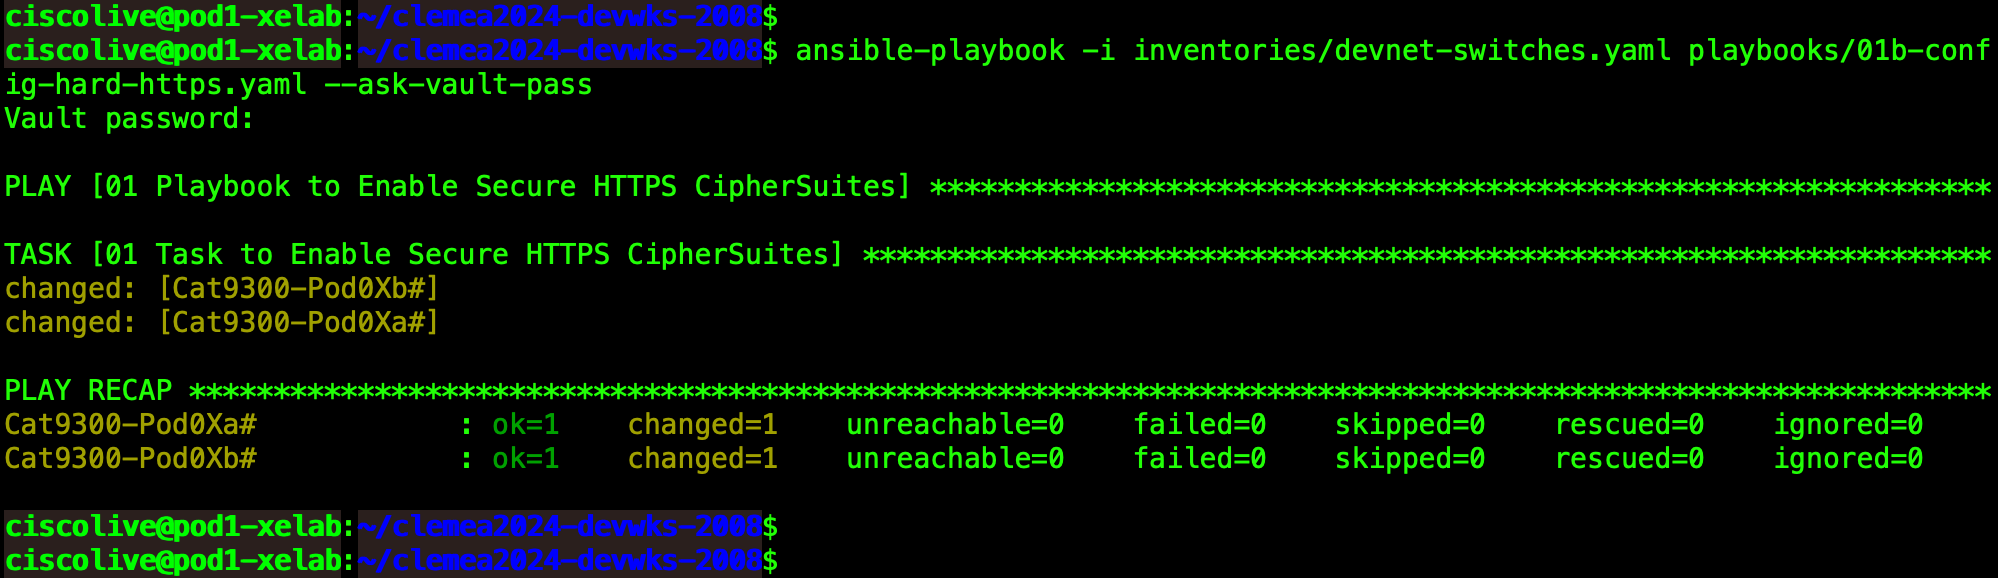 ciscolive@pod1-xelab:~/clemea2024-devwks-2008$
ciscolive@pod1-xelab:~/clemea2024-devwks-2008$ ansible-playbook -i inventories/devnet-switches.yaml playbooks/01b-conf
ig-hard-https.yaml --ask-vault-pass
Vault password:
PLAY [01 Playbook to Enable Secure HTTPS CipherSuites] ***************************************************************
TASK [01 Task to Enable Secure HTTPS CipherSuites] *******************************************************************
changed: [Cat9300-Pod0Xb#]
changed: [Cat9300-Pod0Xa#]
PLAY RECAP ***********************************************************************************************************
Cat9300-Pod0Xa#            : ok=1    changed=1    unreachable=0    failed=0    skipped=0    rescued=0    ignored=0
Cat9300-Pod0Xb#            : ok=1    changed=1    unreachable=0    failed=0    skipped=0    rescued=0    ignored=0
ciscolive@pod1-xelab:~/clemea2024-devwks-2008$
ciscolive@pod1-xelab:~/clemea2024-devwks-2008$